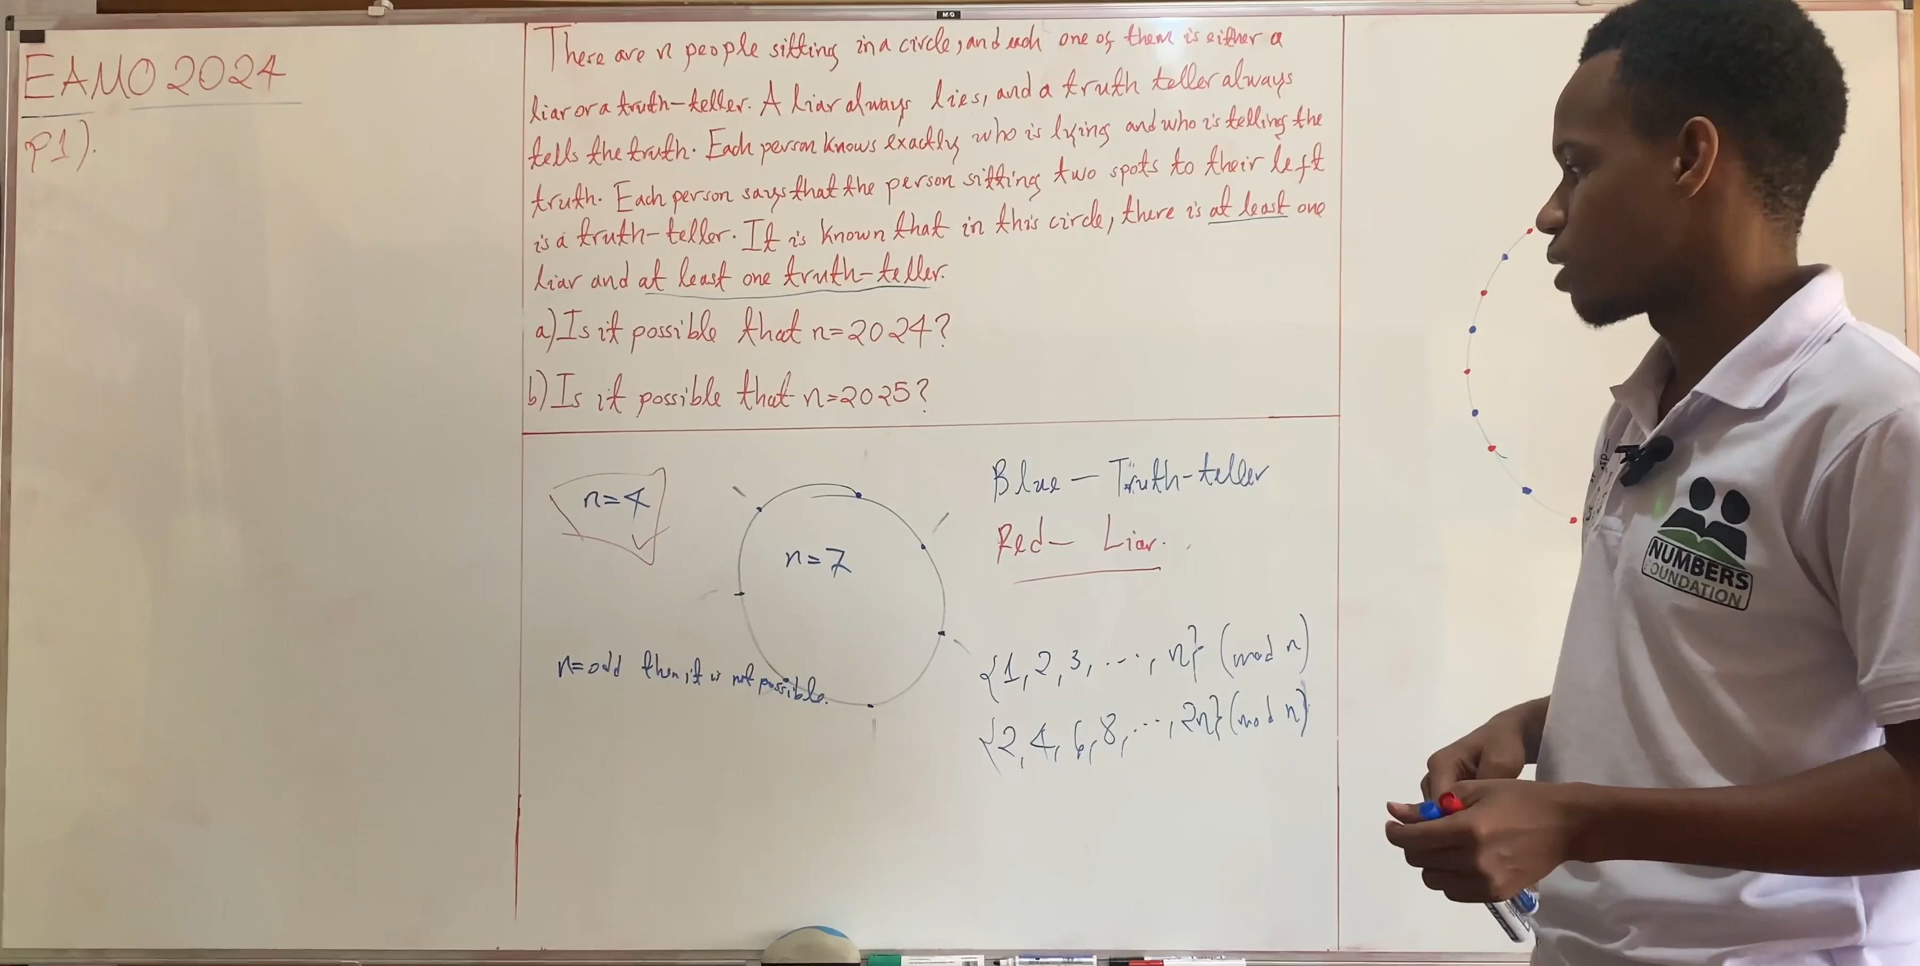 EAMO 2024
P1).
There are n people sitting in a circle, and each one of them is either a
liar or a truth-teller. A liar always lies, and a truth teller always
tells the truth. Each person knows exactly who is lying and who is telling the
truth. Each person says that the person sitting two spots to their left
is a truth-teller. It is known that in this circle, there is at least one
liar and at least one truth-teller.
a) Is it possible that n=2024?
b) Is it possible that n=2025?
n=4
n=7
Blue – Truth-teller
Red – Liar.
n=odd then, it is not possible.
{1, 2, 3, ..., n} (mod n)
{2, 4, 6, 8, ..., 2n} (mod n)
NUMBERS
FOUNDATION